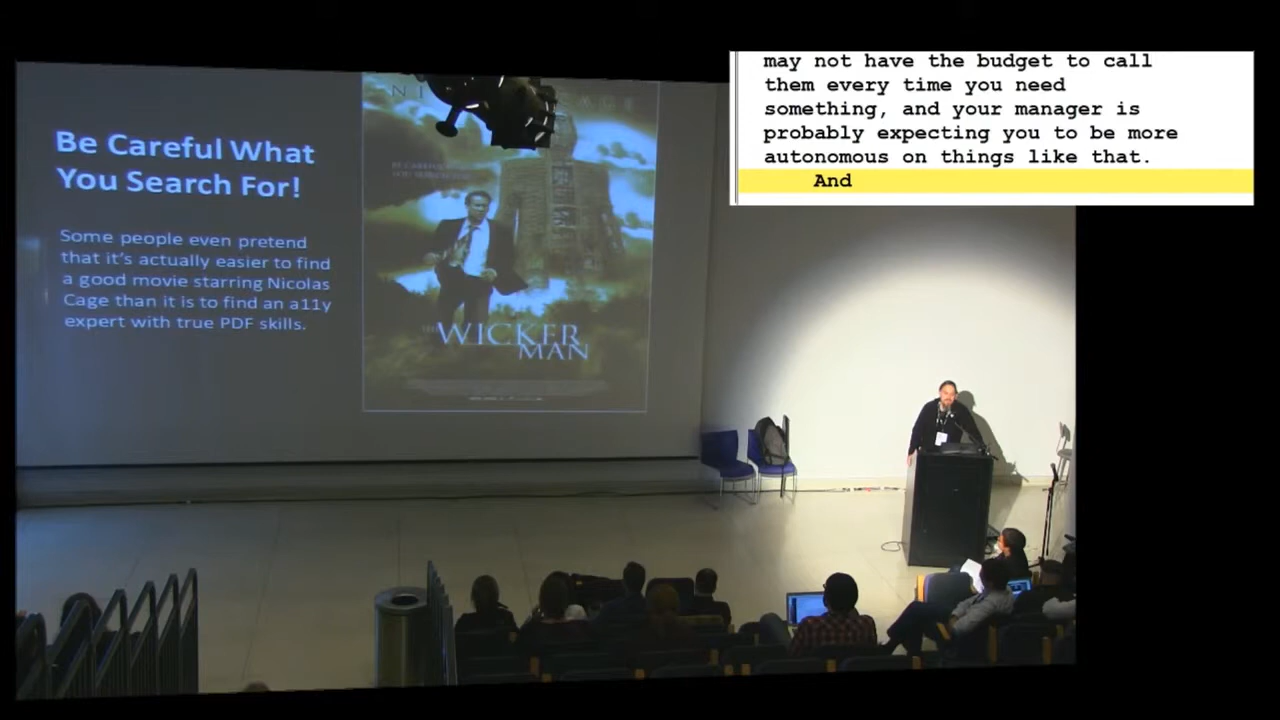 may not have the budget to call
them every time you need
something, and your manager is
probably expecting you to be more
autonomous on things like that.
And
Be Careful What
You Search For!
Some people even pretend
that it's actually easier to find
a good movie starring Nicolas
Cage than it is to find an a11y
expert with true PDF skills.
THE WICKER
MAN